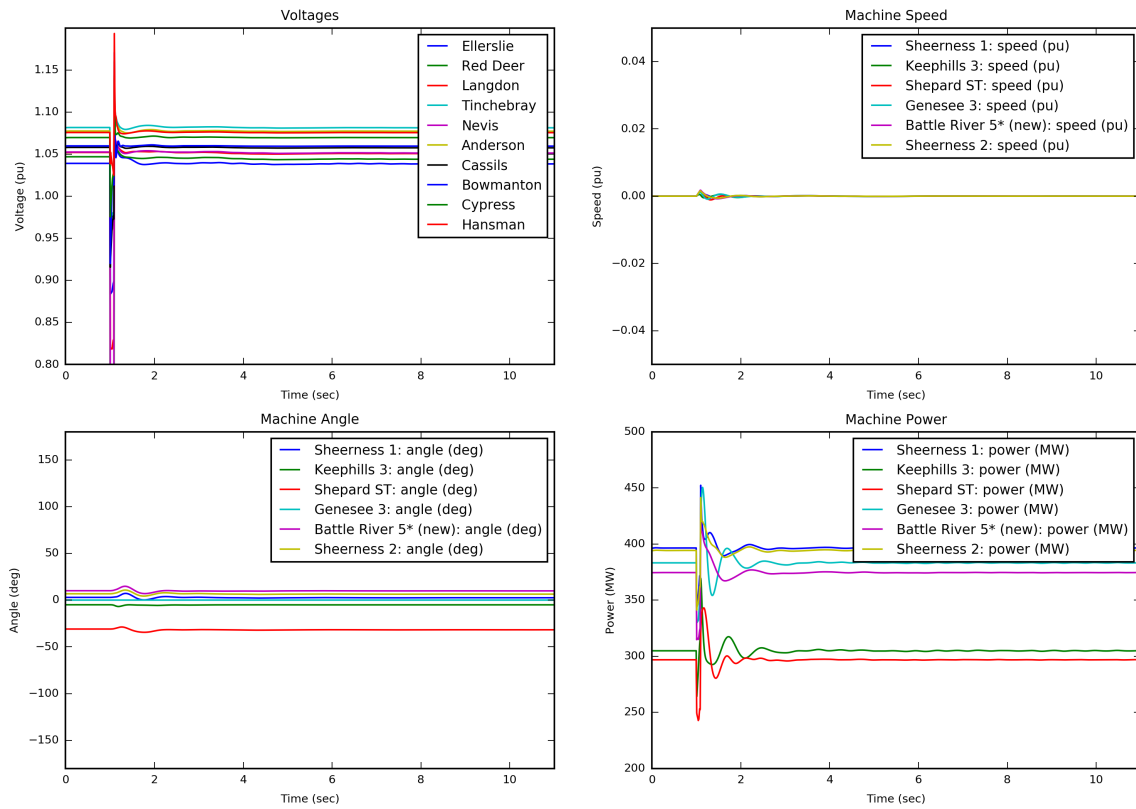 Voltages
Voltage (pu)
1.15
1.10
1.05
1.00
0.95
0.90
0.85
0.80
Ellerslie
Red Deer
Langdon
Tinchebray
Nevis
Anderson
Cassils
Bowmanton
Cypress
Hansman
0 2 4 6 8 10
Time (sec)
Machine Speed
Speed (pu)
0.04
0.02
0.00
−0.02
−0.04
Sheerness 1: speed (pu)
Keephills 3: speed (pu)
Shepard ST: speed (pu)
Genesee 3: speed (pu)
Battle River 5* (new): speed (pu)
Sheerness 2: speed (pu)
0 2 4 6 8 10
Time (sec)
Machine Angle
Angle (deg)
150
100
50
0
−50
−100
−150
Sheerness 1: angle (deg)
Keephills 3: angle (deg)
Shepard ST: angle (deg)
Genesee 3: angle (deg)
Battle River 5* (new): angle (deg)
Sheerness 2: angle (deg)
0 2 4 6 8 10
Time (sec)
Machine Power
Power (MW)
500
450
400
350
300
250
200
Sheerness 1: power (MW)
Keephills 3: power (MW)
Shepard ST: power (MW)
Genesee 3: power (MW)
Battle River 5* (new): power (MW)
Sheerness 2: power (MW)
0 2 4 6 8 10
Time (sec)